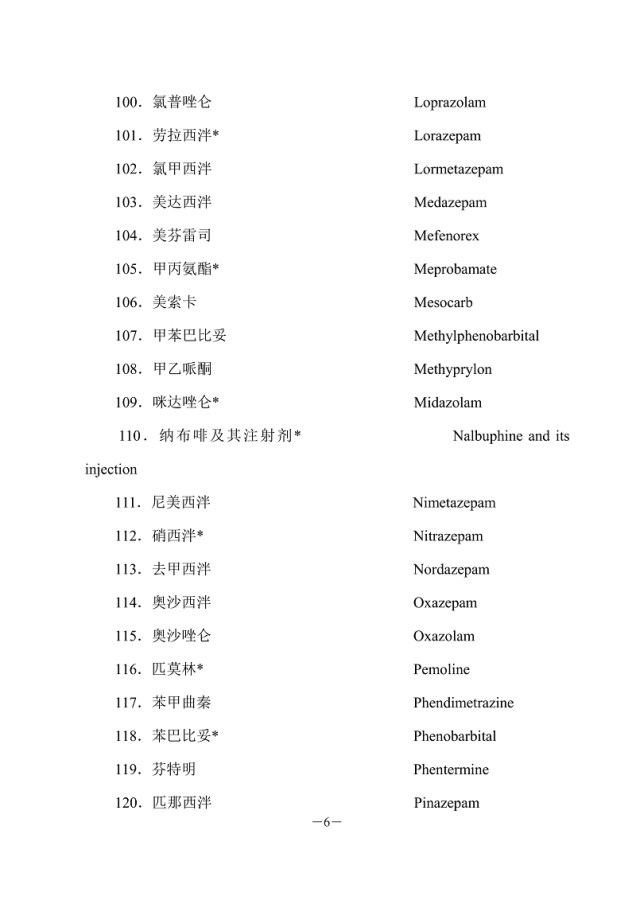 100．氯普唑仑 Loprazolam
101．劳拉西泮* Lorazepam
102．氯甲西泮 Lormetazepam
103．美达西泮 Medazepam
104．美芬雷司 Mefenorex
105．甲丙氨酯* Meprobamate
106．美索卡 Mesocarb
107．甲苯巴比妥 Methylphenobarbital
108．甲乙哌酮 Methyprylon
109．咪达唑仑* Midazolam
110．纳布啡及其注射剂* Nalbuphine and its
injection
111．尼美西泮 Nimetazepam
112．硝西泮* Nitrazepam
113．去甲西泮 Nordazepam
114．奥沙西泮 Oxazepam
115．奥沙唑仑 Oxazolam
116．匹莫林* Pemoline
117．苯甲曲秦 Phendimetrazine
118．苯巴比妥* Phenobarbital
119．芬特明 Phentermine
120．匹那西泮 Pinazepam
—6—